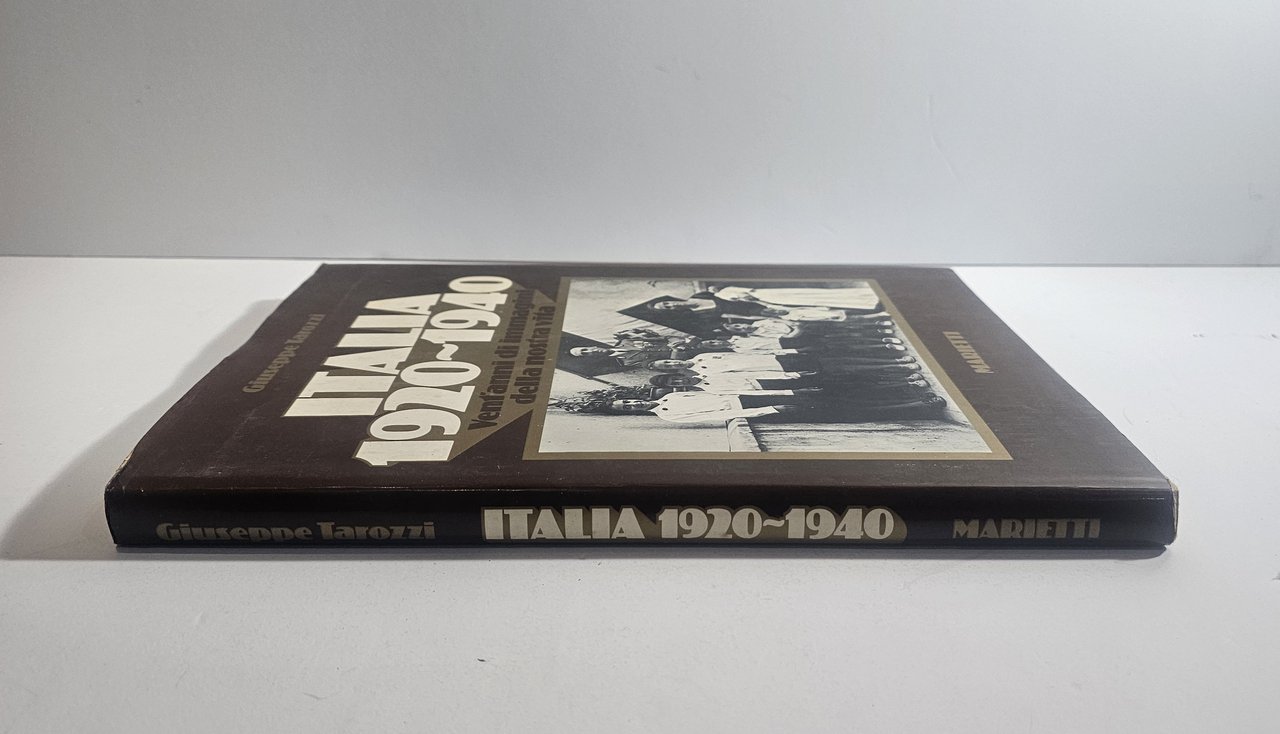 Giuseppe Tarozzi
ITALIA
1920~1940
Vent'anni di immagini
della nostra vita
MARIETTI
Giuseppe Tarozzi ITALIA 1920~1940 MARIETTI